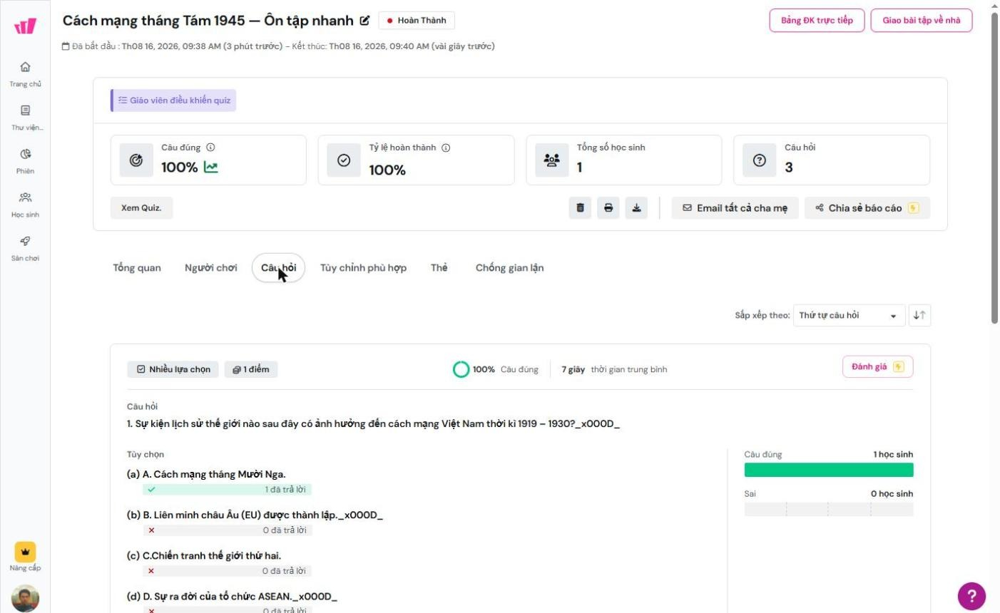 Cách mạng tháng Tám 1945 — Ôn tập nhanh
Hoàn Thành
Bảng ĐK trực tiếp
Giao bài tập về nhà
Đã bắt đầu : Th08 16, 2026, 09:38 AM (3 phút trước) - Kết thúc: Th08 16, 2026, 09:40 AM (vài giây trước)
Trang chủ
Thư viện...
Phiên
Học sinh
Sân chơi
Nâng cấp
Giáo viên điều khiển quiz
Câu đúng
100%
Tỷ lệ hoàn thành
100%
Tổng số học sinh
1
Câu hỏi
3
Xem Quiz.
Email tất cả cha mẹ
Chia sẻ báo cáo
Tổng quan
Người chơi
Câu hỏi
Tùy chỉnh phù hợp
Thẻ
Chống gian lận
Sắp xếp theo:
Thứ tự câu hỏi
Nhiều lựa chọn
1 điểm
100% Câu đúng
7 giây thời gian trung bình
Đánh giá
Câu hỏi
1. Sự kiện lịch sử thế giới nào sau đây có ảnh hưởng đến cách mạng Việt Nam thời kì 1919 – 1930?_x000D_
Tùy chọn
(a) A. Cách mạng tháng Mười Nga.
1 đã trả lời
(b) B. Liên minh châu Âu (EU) được thành lập._x000D_
0 đã trả lời
(c) C.Chiến tranh thế giới thứ hai.
0 đã trả lời
(d) D. Sự ra đời của tổ chức ASEAN._x000D_
0 đã trả lời
Câu đúng
1 học sinh
Sai
0 học sinh
?